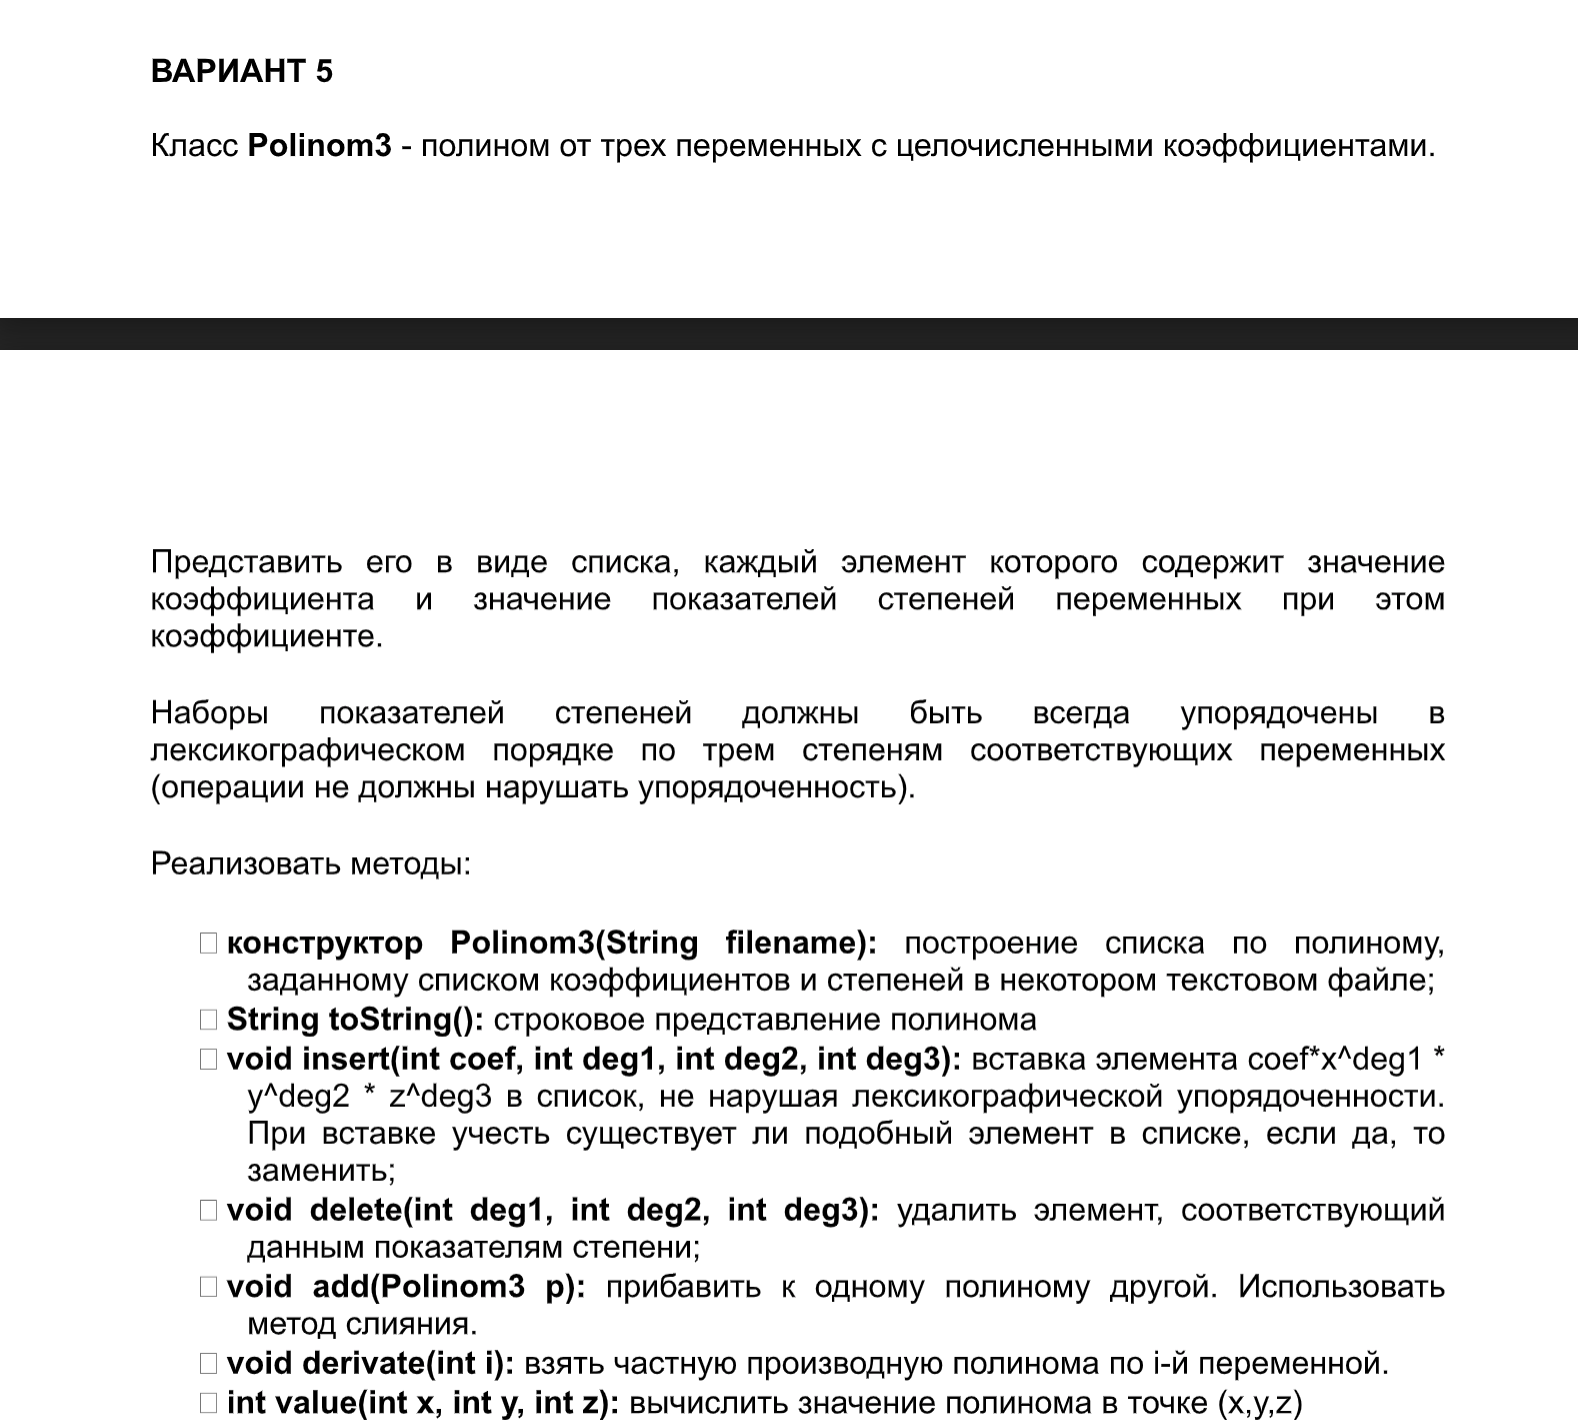 ВАРИАНТ 5
Класс Polinom3 - полином от трех переменных с целочисленными коэффициентами.
Представить его в виде списка, каждый элемент которого содержит значение
коэффициента и значение показателей степеней переменных при этом
коэффициенте.
Наборы показателей степеней должны быть всегда упорядочены в
лексикографическом порядке по трем степеням соответствующих переменных
(операции не должны нарушать упорядоченность).
Реализовать методы:
конструктор Polinom3(String filename): построение списка по полиному,
заданному списком коэффициентов и степеней в некотором текстовом файле;
String toString(): строковое представление полинома
void insert(int coef, int deg1, int deg2, int deg3): вставка элемента coef*x^deg1 *
y^deg2 * z^deg3 в список, не нарушая лексикографической упорядоченности.
При вставке учесть существует ли подобный элемент в списке, если да, то
заменить;
void delete(int deg1, int deg2, int deg3): удалить элемент, соответствующий
данным показателям степени;
void add(Polinom3 p): прибавить к одному полиному другой. Использовать
метод слияния.
void derivate(int i): взять частную производную полинома по i-й переменной.
int value(int x, int y, int z): вычислить значение полинома в точке (x,y,z)